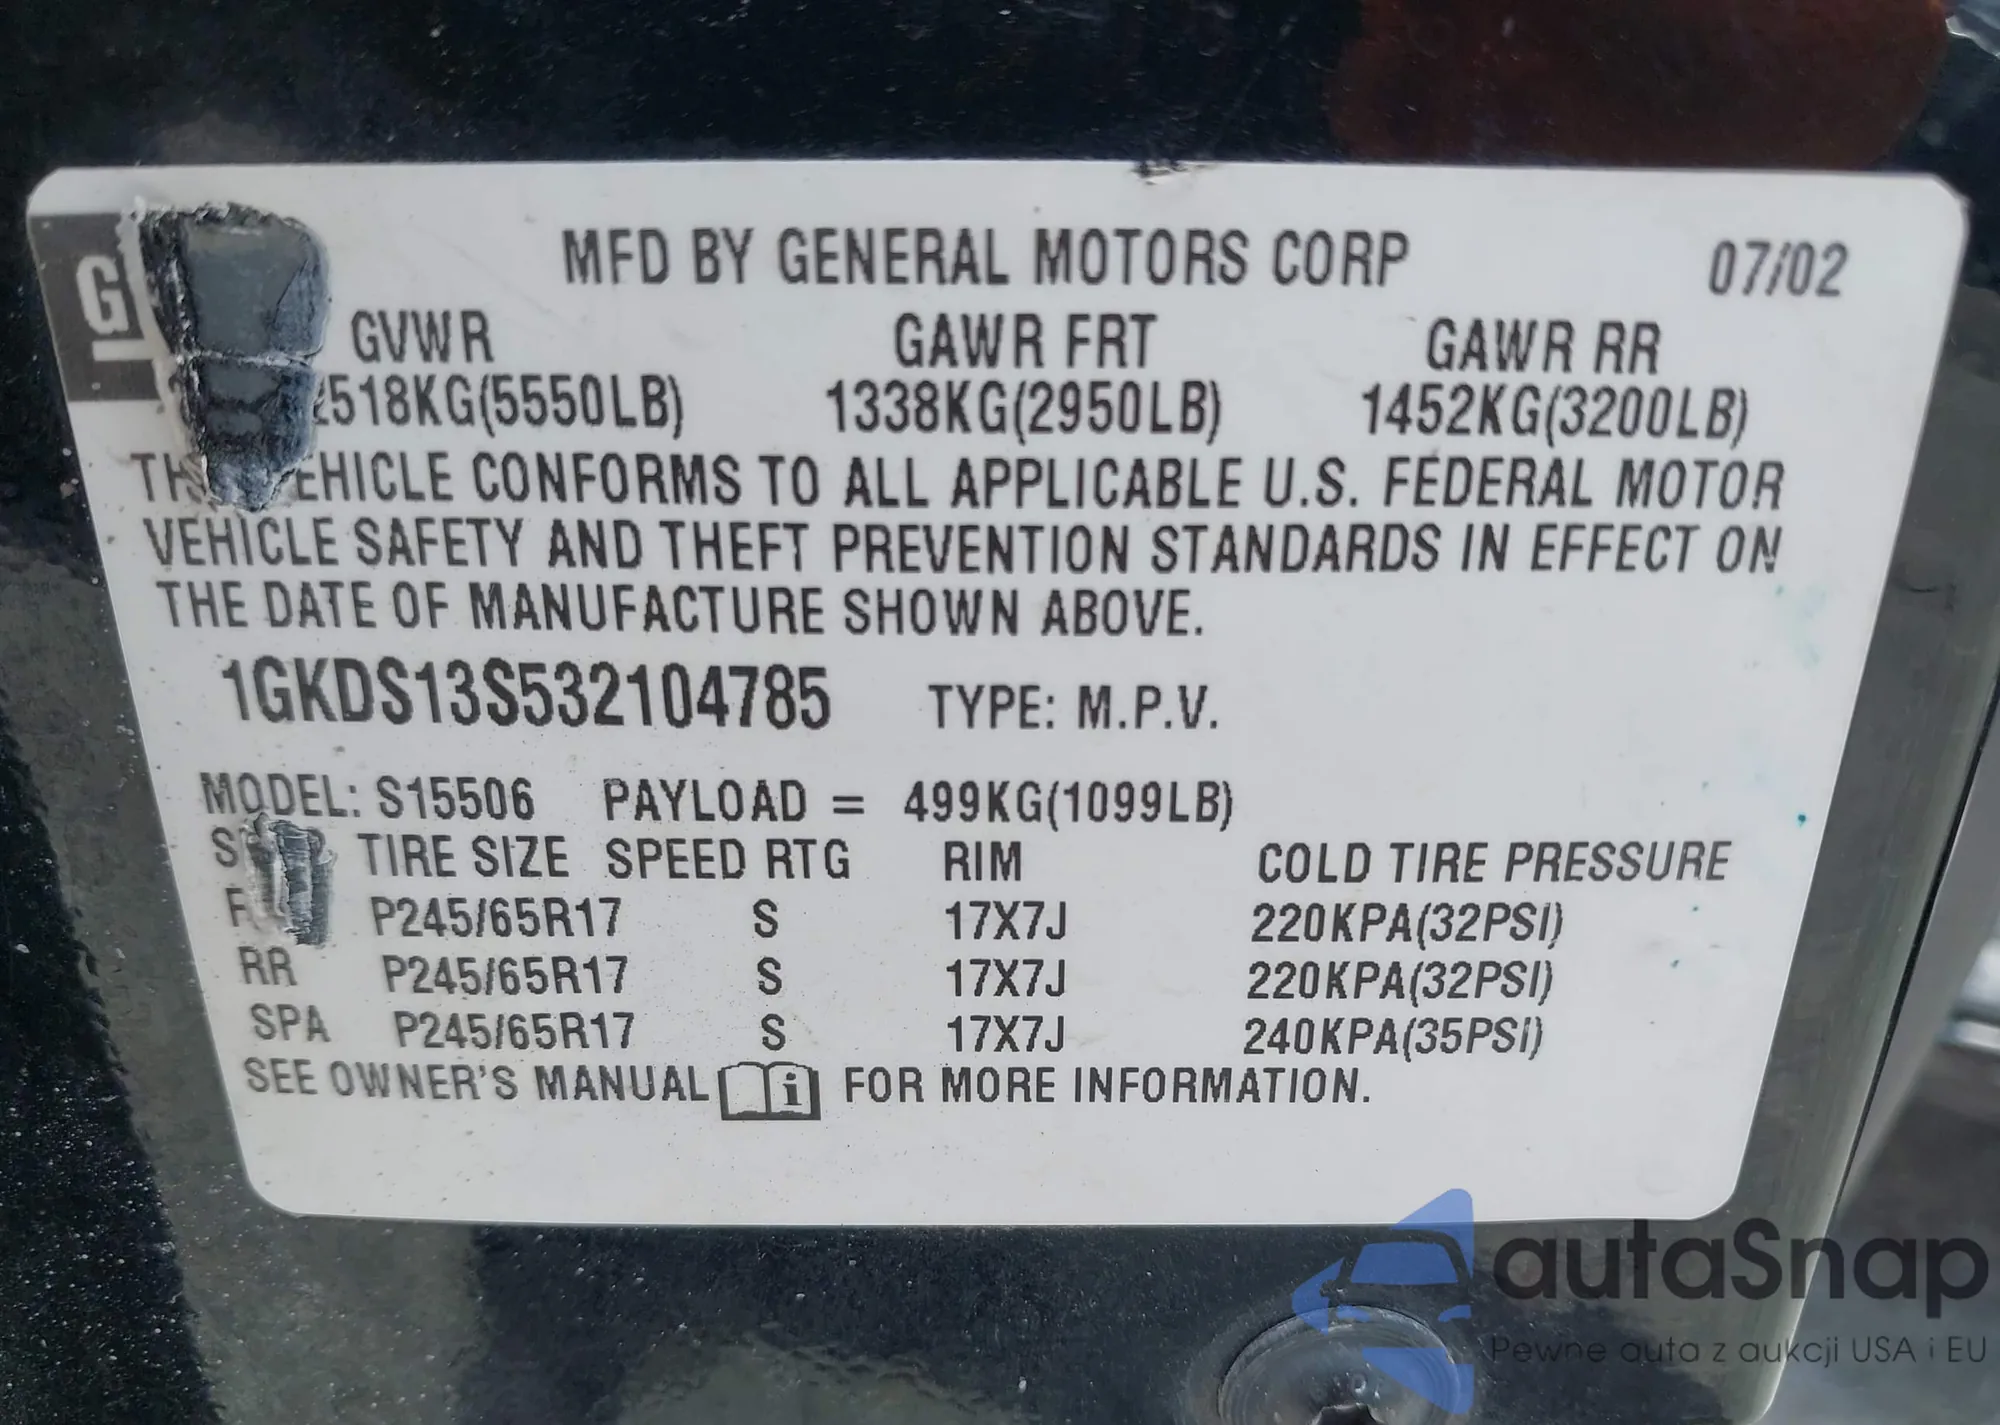 MFD BY GENERAL MOTORS CORP 07/02
GVWR GAWR FRT GAWR RR
2518KG(5550LB) 1338KG(2950LB) 1452KG(3200LB)
EHICLE CONFORMS TO ALL APPLICABLE U.S. FEDERAL MOTOR
VEHICLE SAFETY AND THEFT PREVENTION STANDARDS IN EFFECT ON
THE DATE OF MANUFACTURE SHOWN ABOVE.
1GKDS13S532104785 TYPE: M.P.V.
MODEL: S15506 PAYLOAD = 499KG(1099LB)
TIRE SIZE SPEED RTG RIM COLD TIRE PRESSURE
P245/65R17 S 17X7J 220KPA(32PSI)
RR P245/65R17 S 17X7J 220KPA(32PSI)
SPA P245/65R17 S 17X7J 240KPA(35PSI)
SEE OWNER'S MANUAL i FOR MORE INFORMATION.
autaSnap
Pewne auta z aukcji USA i EU